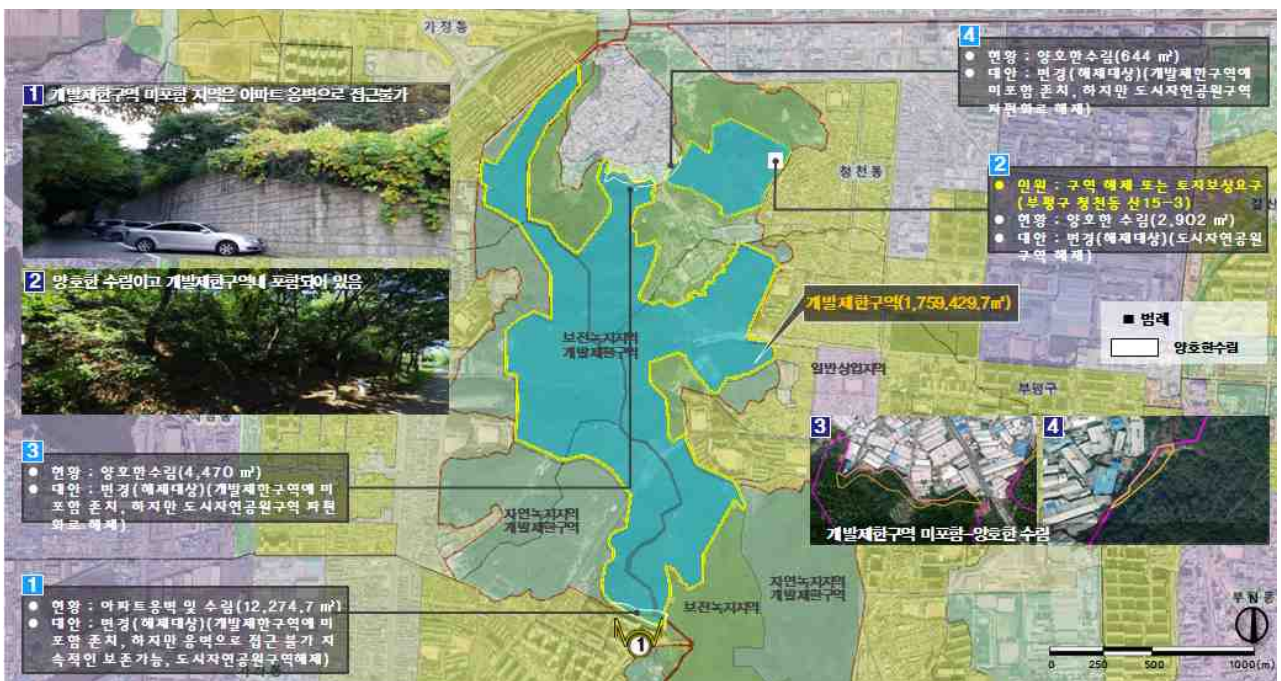 가정동
4
● 현황 : 양호한수림(644 ㎡)
● 대안 : 변경(해제대상)(개발제한구역에
미포함 존치, 하지만 도시자연공원구역
파편화로 해제)
1 개발제한구역 미포함 지역은 아파트 옹벽으로 접근불가
청천동
2
● 민원 : 구역 해제 또는 토지보상요구
(부평구 청천동 산15-3)
● 현황 : 양호한 수림(2,902 ㎡)
● 대안 : 변경(해제대상)(도시자연공원
구역 해제)
2 양호한 수림이고 개발제한구역내 포함되어 있음
개발제한구역(1,759,429.7㎡)
■ 범례
양호한수림
보전녹지지역
개발제한구역
일반상업지역
부평구
3
● 현황 : 양호한수림(4,470 ㎡)
● 대안 : 변경(해제대상)(개발제한구역에 미
포함 존치, 하지만 도시자연공원구역 파편
화로 해제)
3
4
개발제한구역 미포함-양호한 수림
자연녹지지역
개발제한구역
자연녹지지역
개발제한구역
보전녹지지역
1
● 현황 : 아파트옹벽 및 수림(12,274.7 ㎡)
● 대안 : 변경(해제대상)(개발제한구역에 미
포함 존치, 하지만 옹벽으로 접근 불가 지
속적인 보존가능, 도시자연공원구역해제)
1
0 250 500 1000(m)